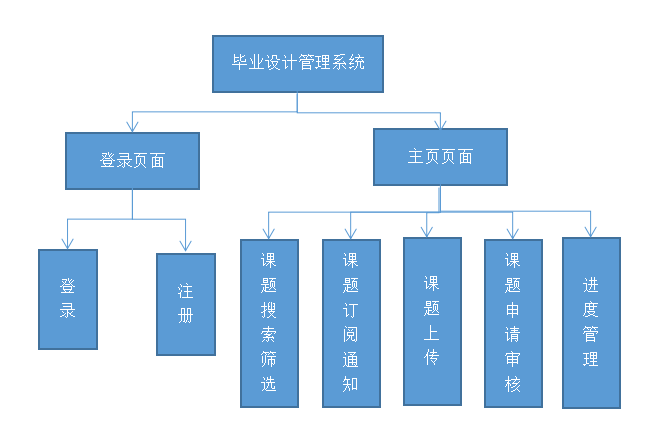 毕业设计管理系统
登录页面
主页页面
登录
注册
课题搜索筛选
课题订阅通知
课题上传
课题申请审核
进度管理